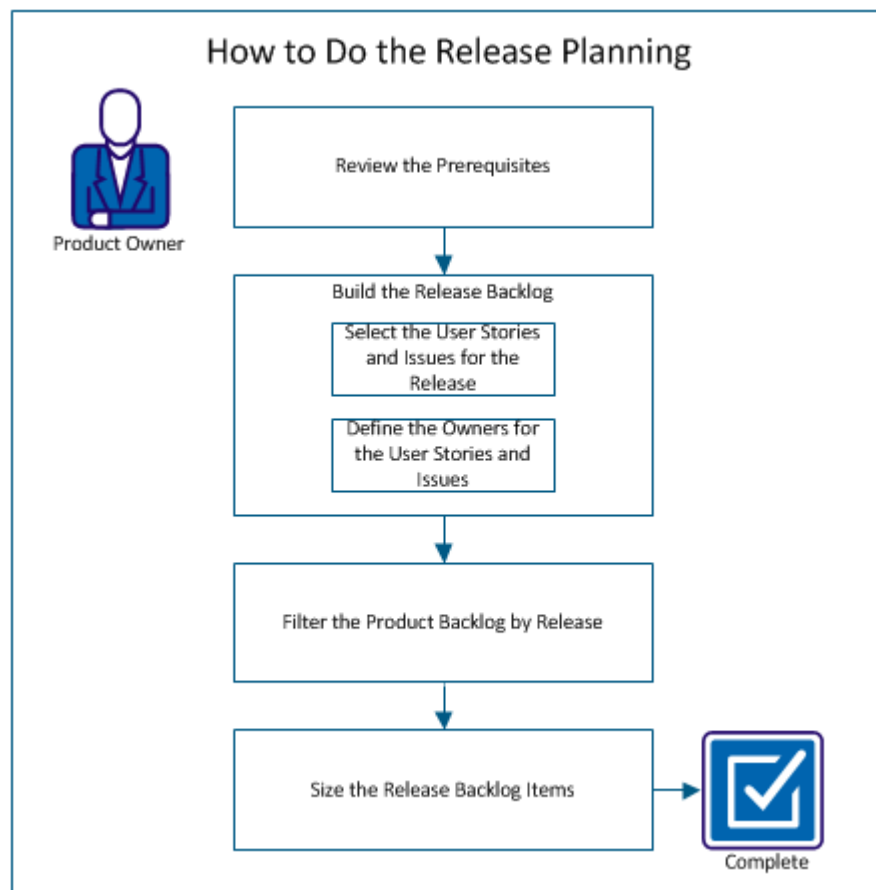 How to Do the Release Planning
Review the Prerequisites
Product Owner
Build the Release Backlog
Select the User Stories
and Issues for the
Release
Define the Owners for
the User Stories and
Issues
Filter the Product Backlog by Release
Size the Release Backlog Items
Complete